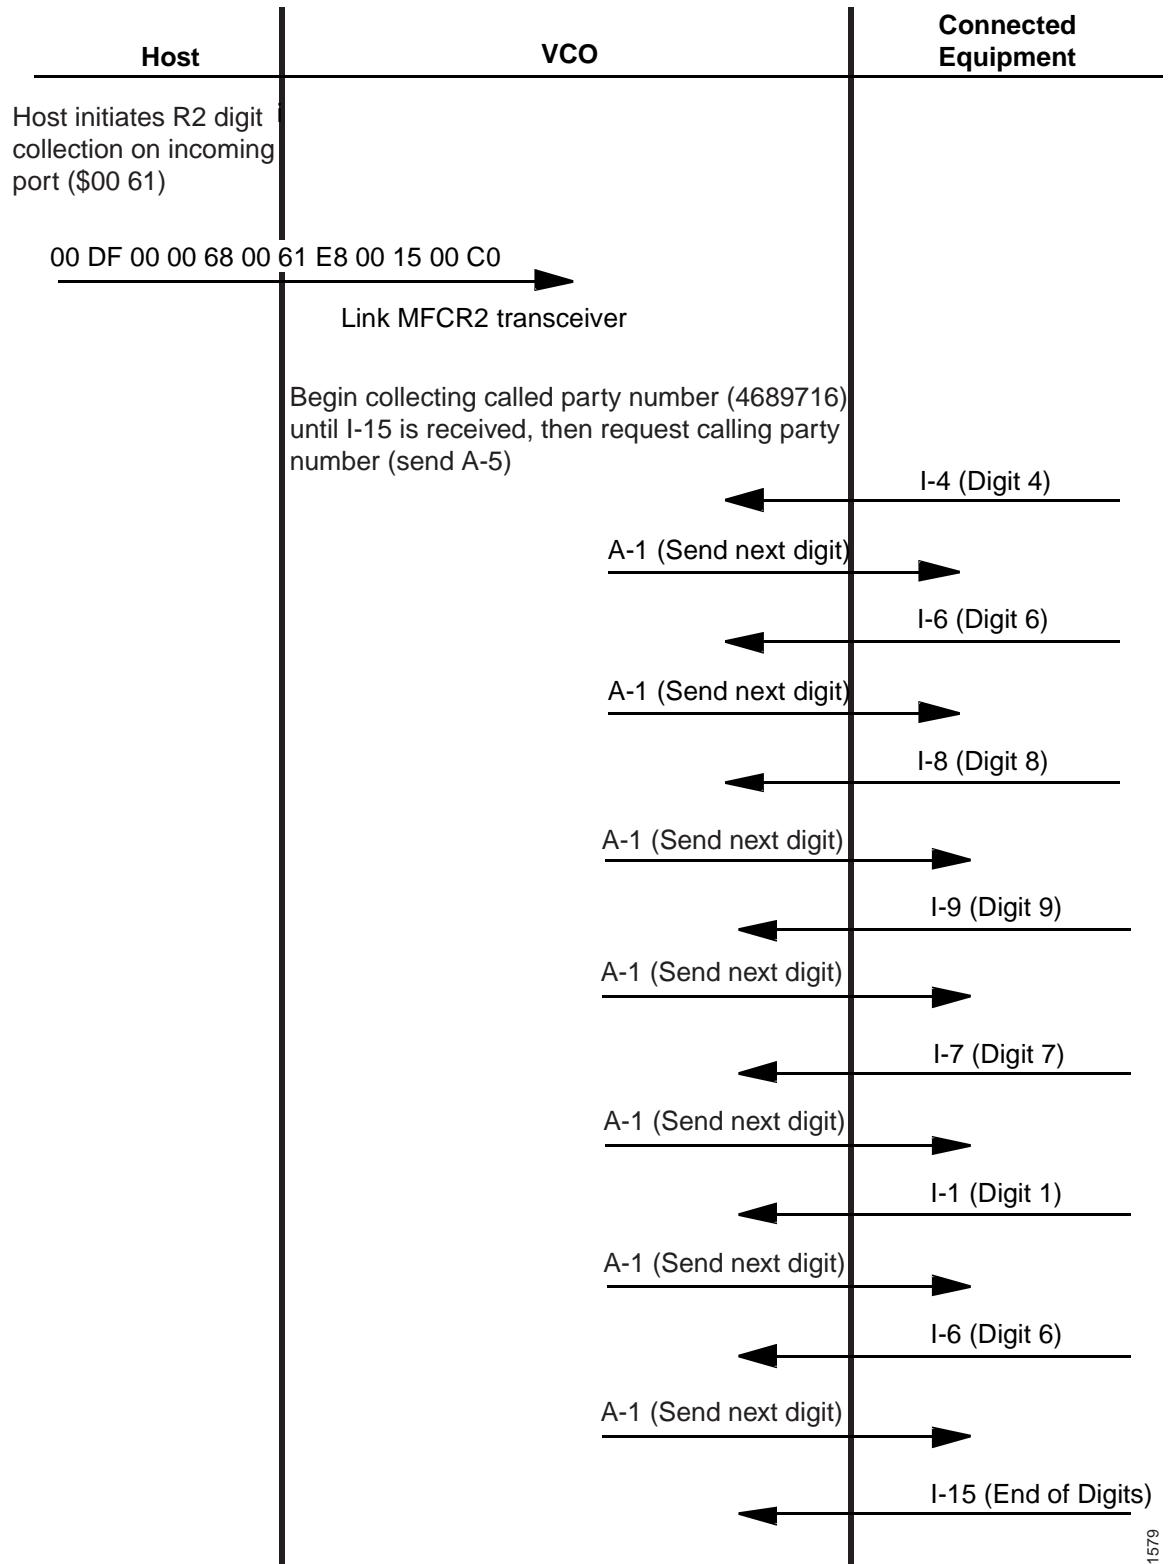 Host
VCO
Connected
Equipment
Host initiates R2 digit
collection on incoming
port ($00 61)
00 DF 00 00 68 00 61 E8 00 15 00 C0
Link MFCR2 transceiver
Begin collecting called party number (4689716)
until I-15 is received, then request calling party
number (send A-5)
I-4 (Digit 4)
A-1 (Send next digit)
I-6 (Digit 6)
A-1 (Send next digit)
I-8 (Digit 8)
A-1 (Send next digit)
I-9 (Digit 9)
A-1 (Send next digit)
I-7 (Digit 7)
A-1 (Send next digit)
I-1 (Digit 1)
A-1 (Send next digit)
I-6 (Digit 6)
A-1 (Send next digit)
I-15 (End of Digits)
1579